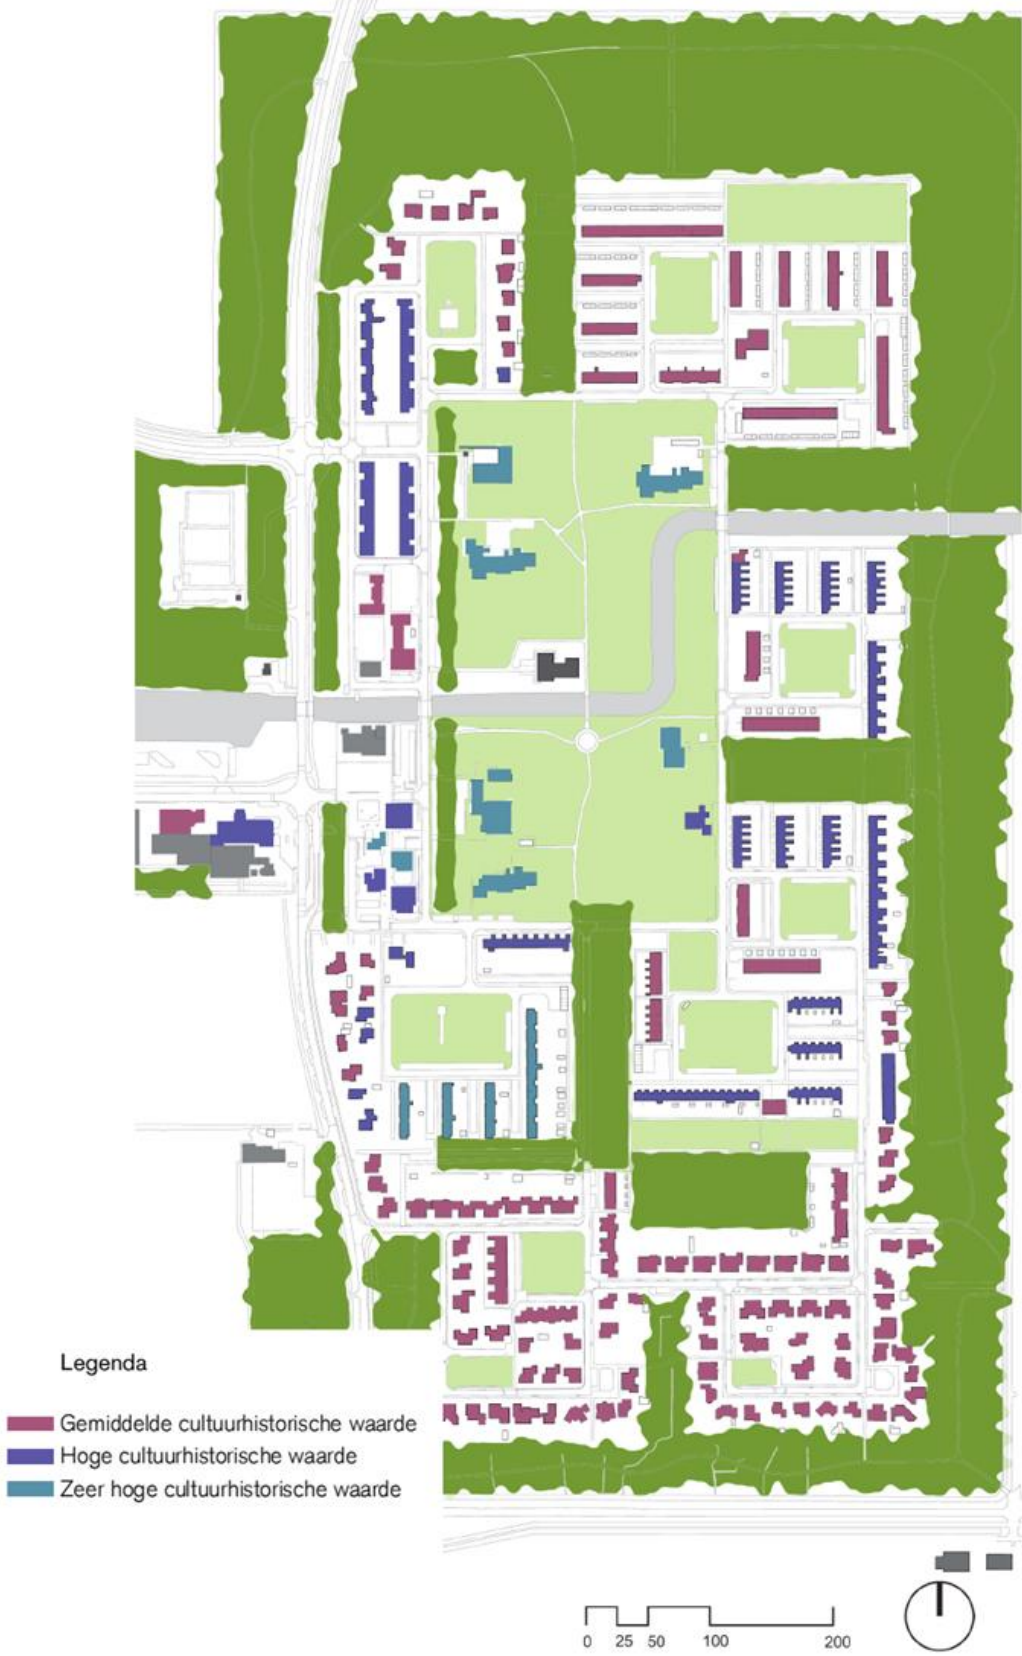 Legenda
Gemiddelde cultuurhistorische waarde
Hoge cultuurhistorische waarde
Zeer hoge cultuurhistorische waarde
0 25 50 100 200